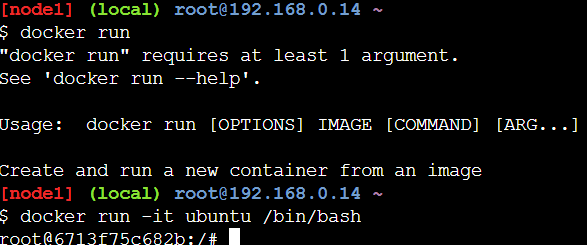 [node1] (local) root@192.168.0.14 ~
$ docker run
"docker run" requires at least 1 argument.
See 'docker run --help'.
Usage:  docker run [OPTIONS] IMAGE [COMMAND] [ARG...]
Create and run a new container from an image
[node1] (local) root@192.168.0.14 ~
$ docker run -it ubuntu /bin/bash
root@6713f75c682b:/#